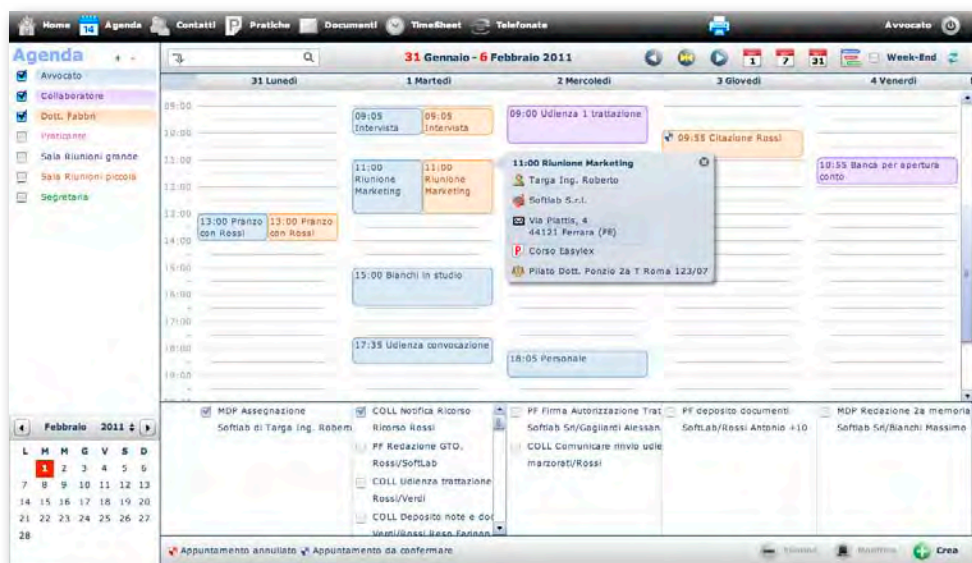 Home 14 Agenda Contatti P Pratiche Documenti TimeSheet Telefonate Avvocato
Agenda + -
Avvocato
Collaboratore
Dott. Fabbri
Praticante
Sala Riunioni grande
Sala Riunioni piccola
Segretaria
31 Gennaio - 6 Febbraio 2011 1 7 31 Week-End
31 Lunedì 1 Martedì 2 Mercoledì 3 Giovedì 4 Venerdì
09:00
10:00
11:00
13:00
14:00
15:00
16:00
17:00
18:00
19:00
13:00 Pranzo
con Rossi
13:00 Pranzo
con Rossi
09:05
Intervista
09:05
Intervista
11:00
Riunione
Marketing
11:00
Riunione
Marketing
15:00 Bianchi in studio
17:35 Udienza convocazione
09:00 Udienza 1 trattazione
18:05 Personale
09:55 Citazione Rossi
10:55 Banca per apertura
conto
11:00 Riunione Marketing
Targa Ing. Roberto
Softlab S.r.l.
Via Piattis, 4
44121 Ferrara (FE)
P Corso Easylex
Pilato Dott. Ponzio 2a T Roma 123/07
Febbraio 2011
L M M G V S D
1 2 3 4 5 6
7 8 9 10 11 12 13
14 15 16 17 18 19 20
21 22 23 24 25 26 27
28
MDP Assegnazione
Softlab di Targa Ing. Robert
COLL Notifica Ricorso
Ricorso Rossi
PF Redazione GTO,
Rossi/SoftLab
COLL Udienza trattazione
Rossi/Verdi
COLL Deposito note e do
Verdi/Rossi
PF Firma Autorizzazione Trat
Softlab Srl/Gagliardi Alessan
COLL Comunicare rinvio udie
marzorati/Rossi
PF deposito documenti
SoftLab/Rossi Antonio +10
MDP Redazione 2a memoria
Softlab Srl/Bianchi Massimo
Appuntamento annullato Appuntamento da confermare
Crea